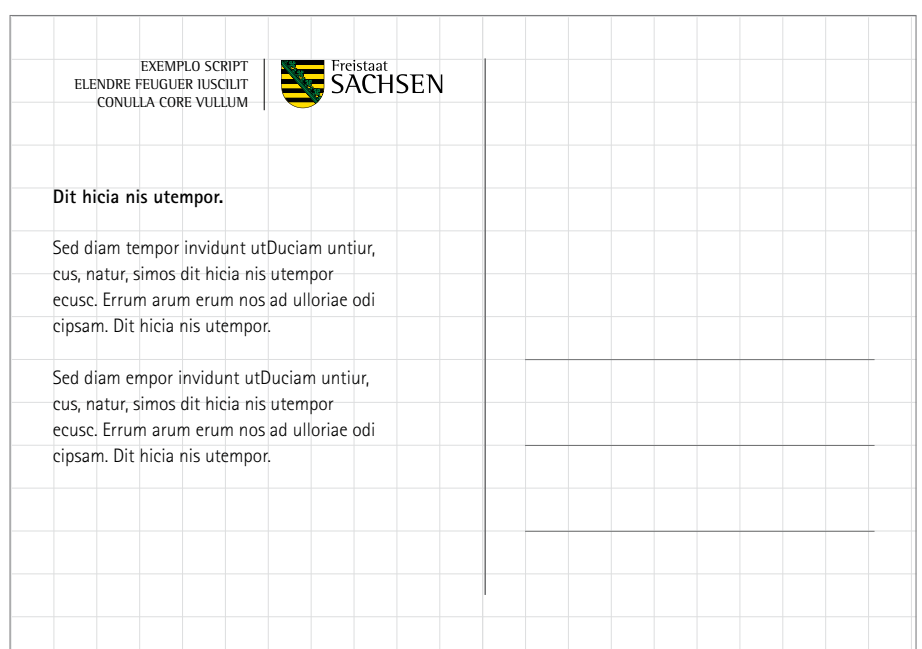 EXEMPLO SCRIPT
ELENDRE FEUGUER IUSCILIT
CONULLA CORE VULLUM
Freistaat
SACHSEN
Dit hicia nis utempor.
Sed diam tempor invidunt utDuciam untiur,
cus, natur, simos dit hicia nis utempor
ecusc. Errum arum erum nos ad ulloriae odi
cipsam. Dit hicia nis utempor.
Sed diam empor invidunt utDuciam untiur,
cus, natur, simos dit hicia nis utempor
ecusc. Errum arum erum nos ad ulloriae odi
cipsam. Dit hicia nis utempor.